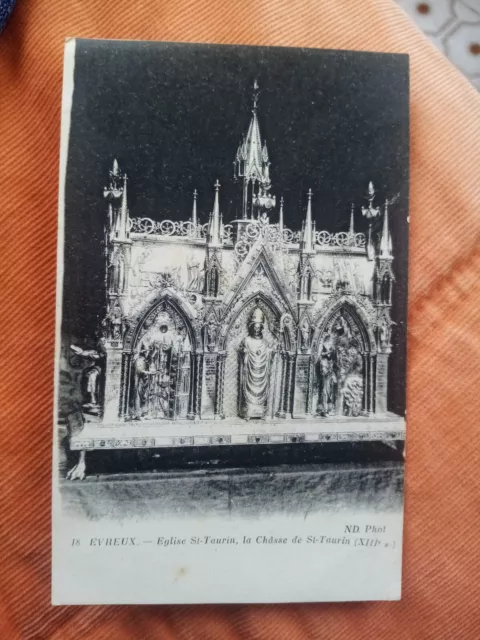 ND Phot
18 EVREUX. — Eglise St-Taurin, la Châsse de St-Taurin (XIIIe s.)